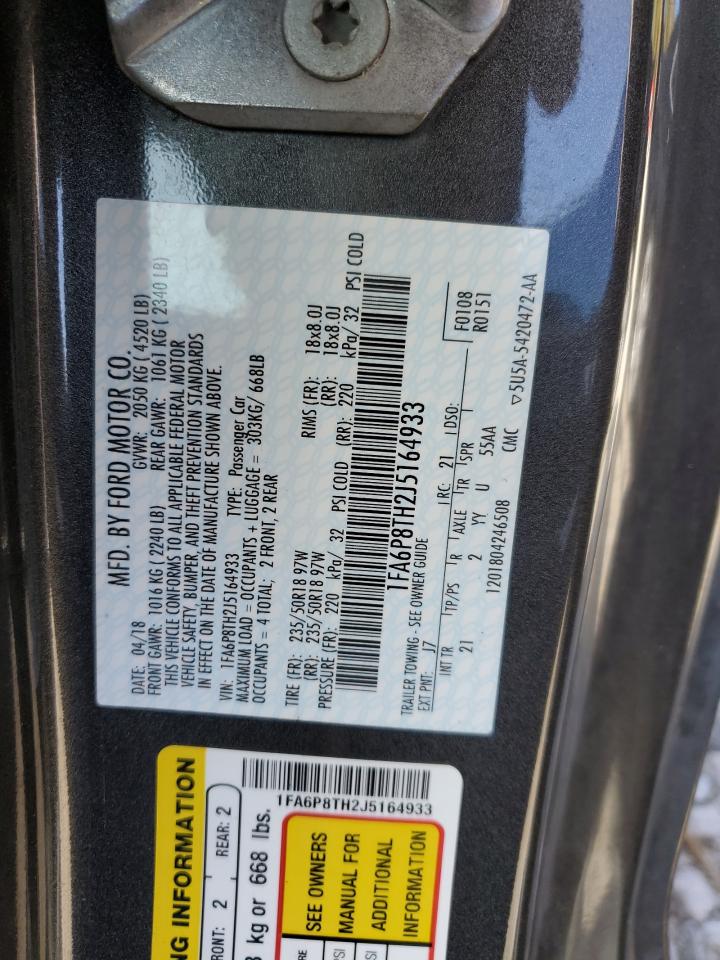 MFD. BY FORD MOTOR CO.
DATE: 04/18 GVWR: 2050 KG ( 4520 LB)
FRONT GAWR: 1016 KG (2240 LB) REAR GAWR: 1061 KG ( 2340 LB)
THIS VEHICLE CONFORMS TO ALL APPLICABLE FEDERAL MOTOR
VEHICLE SAFETY, BUMPER, AND THEFT PREVENTION STANDARDS
IN EFFECT ON THE DATE OF MANUFACTURE SHOWN ABOVE.
VIN: 1FA6P8TH2J5164933 TYPE: Passenger Car
MAXIMUM LOAD = OCCUPANTS + LUGGAGE = 303KG/ 668LB
OCCUPANTS = 4 TOTAL; 2 FRONT, 2 REAR
TIRE (FR): 235/50R18 97W RIMS (FR): 18x8.0J
(RR): 235/50R18 97W (RR): 18x8.0J
PRESSURE (FR): 220 kPa/ 32 PSI COLD (RR): 220 kPa/ 32 PSI COLD
1FA6P8TH2J5164933
TRAILER TOWING - SEE OWNER GUIDE
EXT PNT: J7 RC: 21 DSO: F0108
R0151
INT TR TP/PS R AXLE TR SPR
21 2 YY U 55AA
1201804246508 CMC ▽5U5A-5420472-AA
NG INFORMATION
RONT: 2 REAR: 2
kg or 668 lbs.
1FA6P8TH2J5164933
SEE OWNERS
MANUAL FOR
ADDITIONAL
INFORMATION